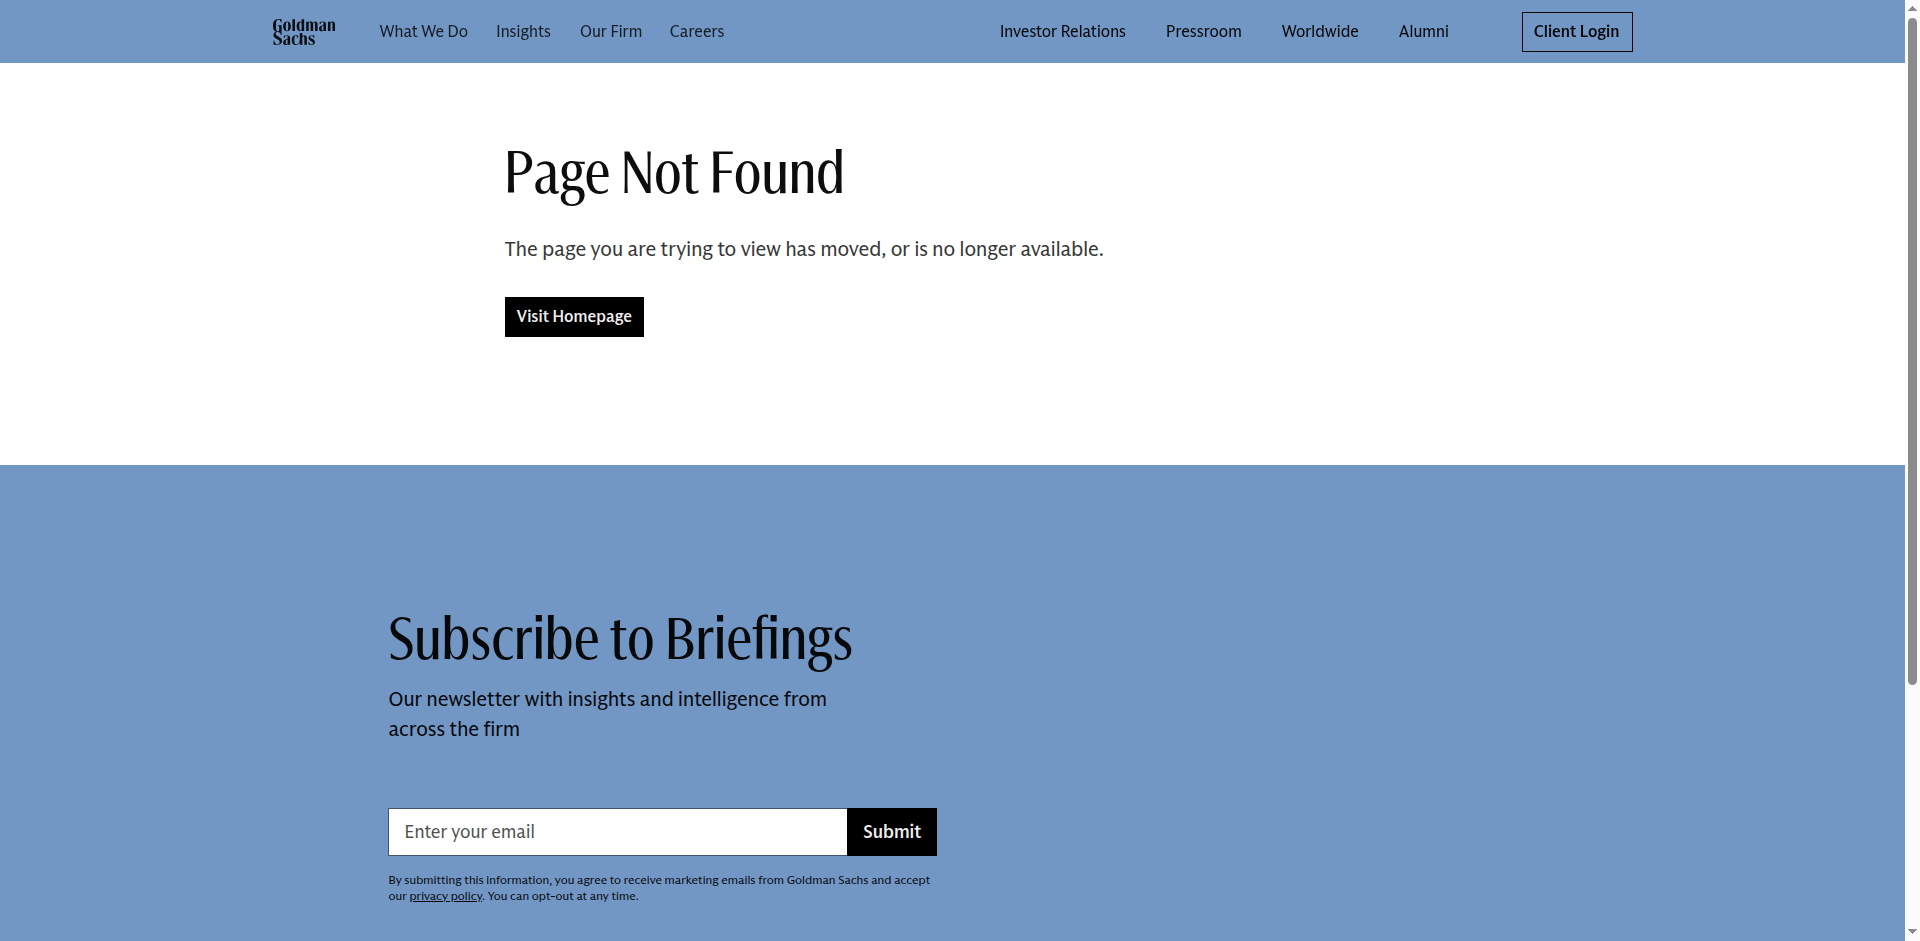 Goldman
Sachs
What We Do
Insights
Our Firm
Careers
Investor Relations
Pressroom
Worldwide
Alumni
Client Login
Page Not Found
The page you are trying to view has moved, or is no longer available.
Visit Homepage
Subscribe to Briefings
Our newsletter with insights and intelligence from
across the firm
Enter your email
Submit
By submitting this information, you agree to receive marketing emails from Goldman Sachs and accept
our privacy policy. You can opt-out at any time.